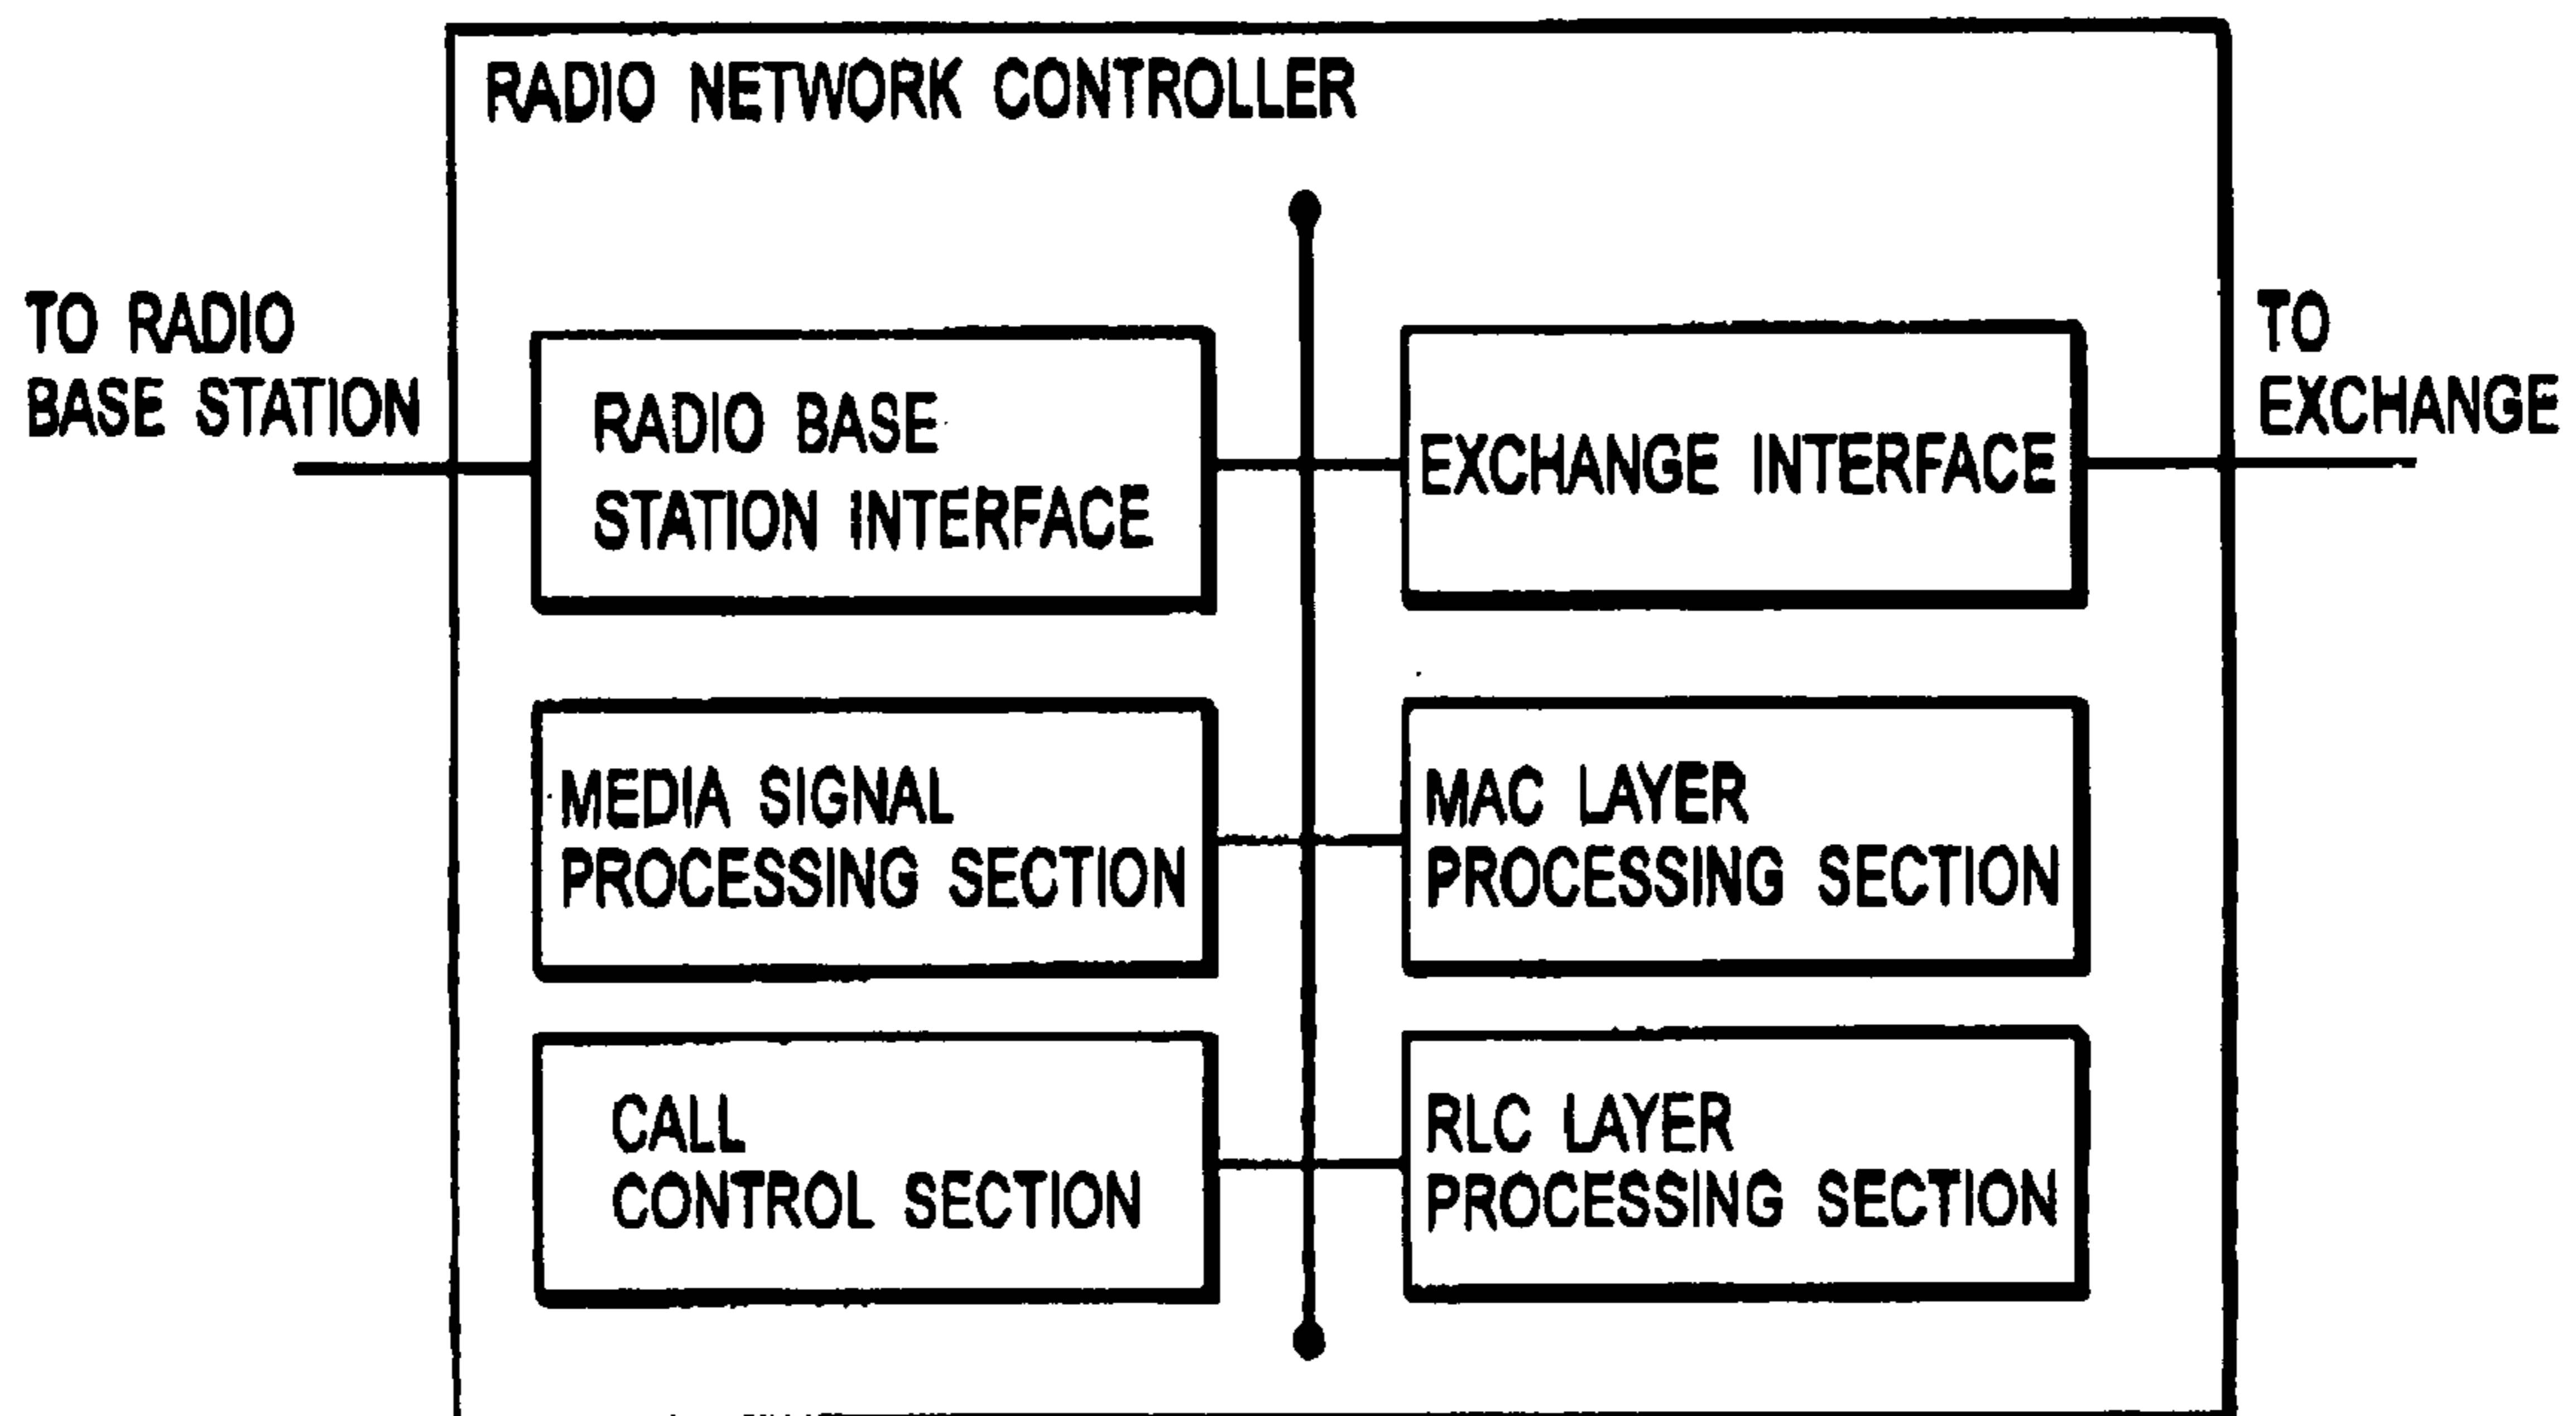 RADIO NETWORK CONTROLLER
TO RADIO
BASE STATION
RADIO BASE
STATION INTERFACE
EXCHANGE INTERFACE
TO
EXCHANGE
MEDIA SIGNAL
PROCESSING SECTION
MAC LAYER
PROCESSING SECTION
CALL
CONTROL SECTION
RLC LAYER
PROCESSING SECTION